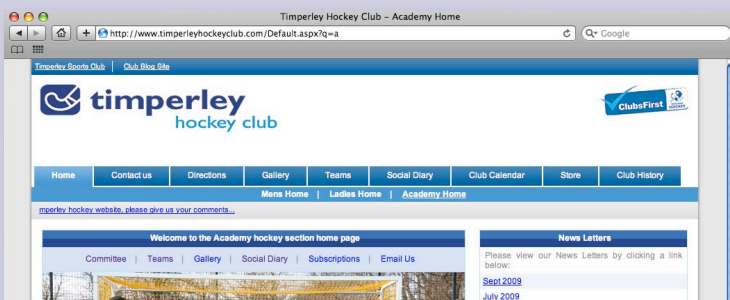 Timperley Hockey Club – Academy Home
http://www.timperleyhockeyclub.com/Default.aspx?q=a
Google
Timperley Sports Club | Club Blog Site
timperley
hockey club
ClubsFirst
Home Contact us Directions Gallery Teams Social Diary Club Calendar Store Club History
Mens Home | Ladies Home | Academy Home
mperley hockey website, please give us your comments...
Welcome to the Academy hockey section home page
Committee | Teams | Gallery | Social Diary | Subscriptions | Email Us
News Letters
Please view our News Letters by clicking a link
below:
Sept 2009
July 2009